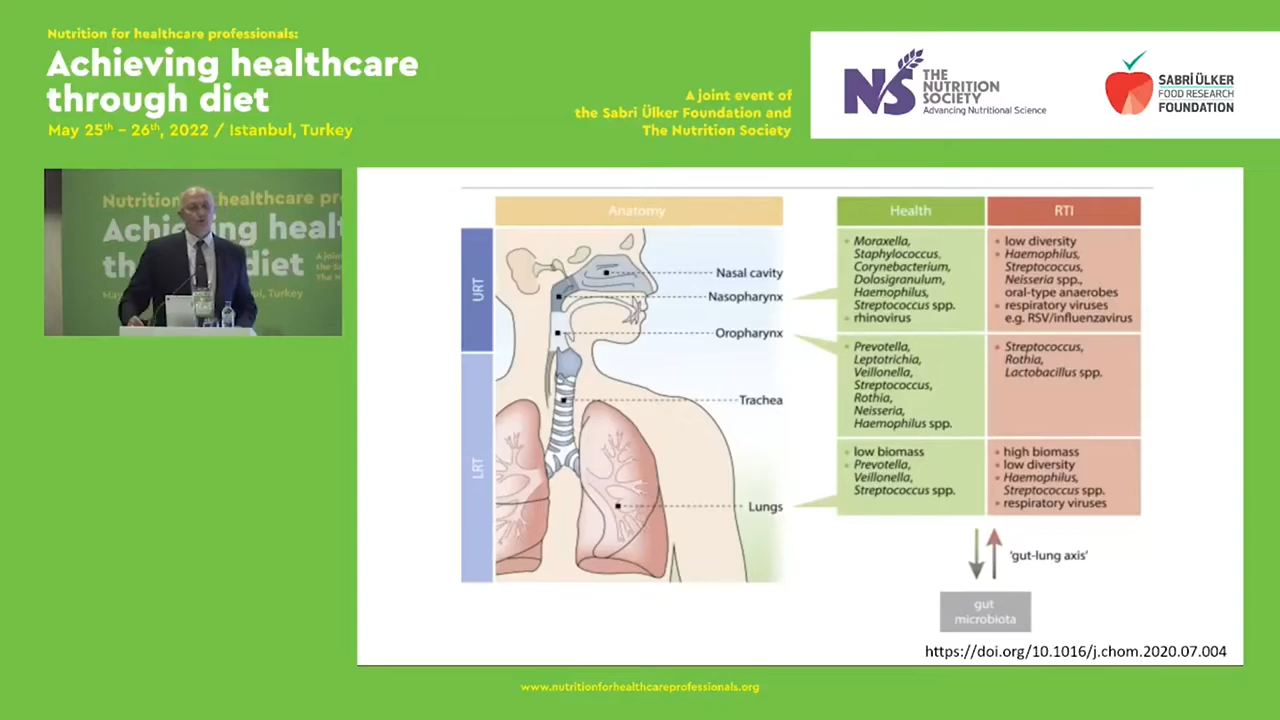 Nutrition for healthcare professionals:
Achieving healthcare
through diet
May 25th - 26th, 2022 / Istanbul, Turkey
A joint event of
the Sabri Ülker Foundation and
The Nutrition Society
NS
THE
NUTRITION
SOCIETY
Advancing Nutritional Science
SABRİ ÜLKER
FOOD RESEARCH
FOUNDATION
Anatomy
URT
LRT
Nasal cavity
Nasopharynx
Oropharynx
Trachea
Lungs
Health
Moraxella,
Staphylococcus,
Corynebacterium,
Dolosigranulum,
Haemophilus,
Streptococcus spp.
rhinovirus
Prevotella,
Leptotrichia,
Veillonella,
Streptococcus,
Rothia,
Neisseria,
Haemophilus spp.
low biomass
Prevotella,
Veillonella,
Streptococcus spp.
RTI
low diversity
Haemophilus,
Streptococcus,
Neisseria spp.,
oral-type anaerobes
respiratory viruses
e.g. RSV/influenzavirus
Streptococcus,
Rothia,
Lactobacillus spp.
high biomass
low diversity
Haemophilus,
Streptococcus spp.
respiratory viruses
'gut-lung axis'
gut
microbiota
https://doi.org/10.1016/j.chom.2020.07.004
www.nutritionforhealthcareprofessionals.org